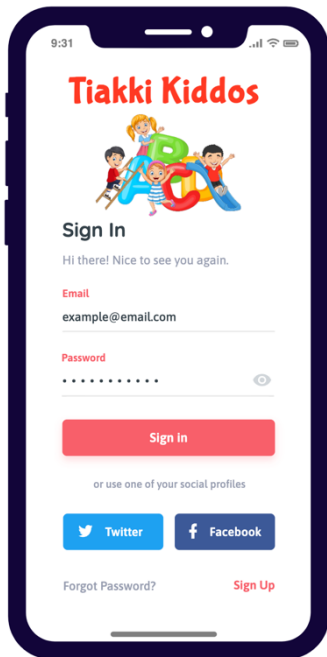 9:31
Tiakki Kiddos
A B C D
Sign In
Hi there! Nice to see you again.
Email
example@email.com
Password
• • • • • • • • • • •
Sign in
or use one of your social profiles
Twitter
f Facebook
Forgot Password? Sign Up